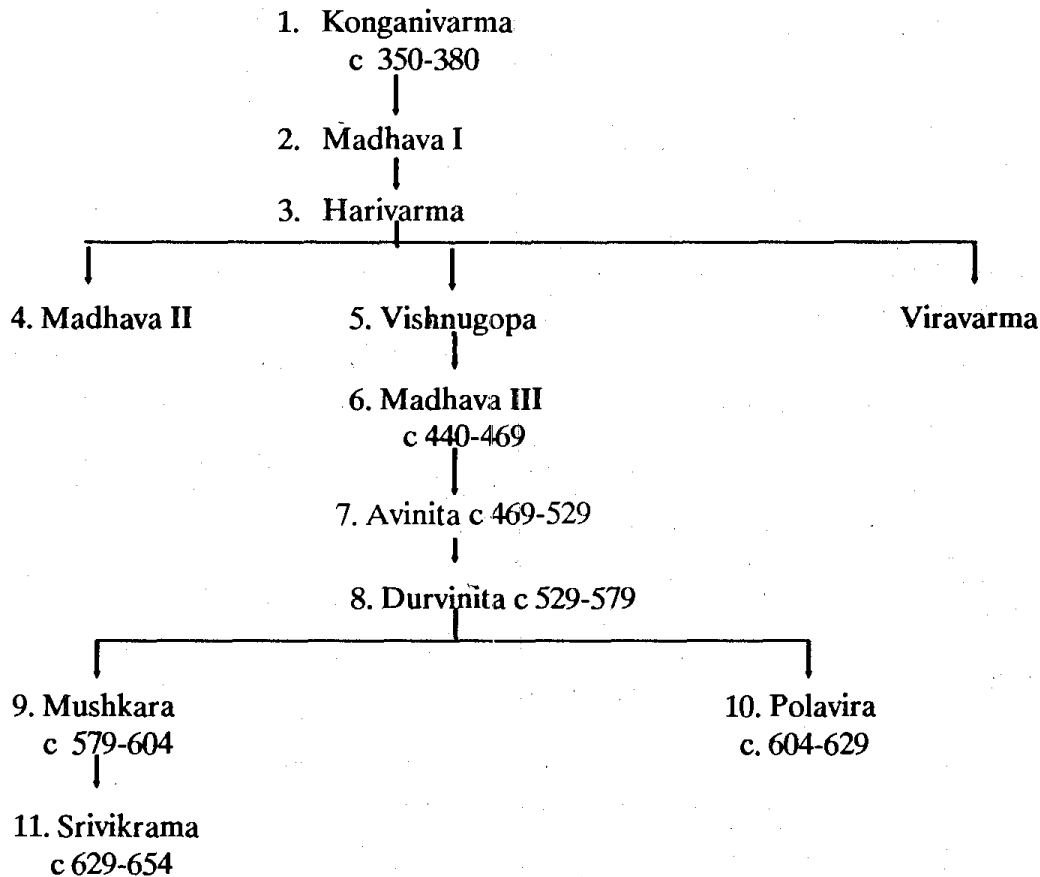 1. Konganivarma
c 350-380
2. Madhava I
3. Harivarma
4. Madhava II
5. Vishnugopa
Viravarma
6. Madhava III
c 440-469
7. Avinita c 469-529
8. Durvinita c 529-579
9. Mushkara
c 579-604
10. Polavira
c. 604-629
11. Srivikrama
c 629-654